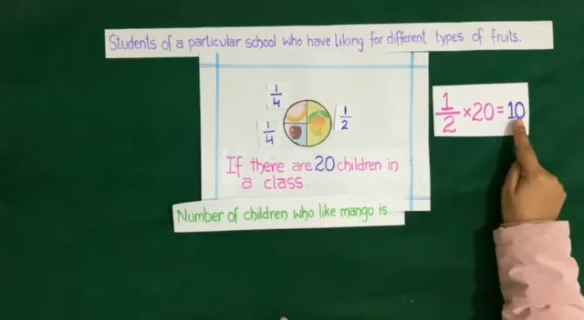 Students of a particular school who have liking for different types of fruits.
1/4
1/4
1/2
1/2 ×20=10
If there are 20 children in
a class.
Number of children who like mango is